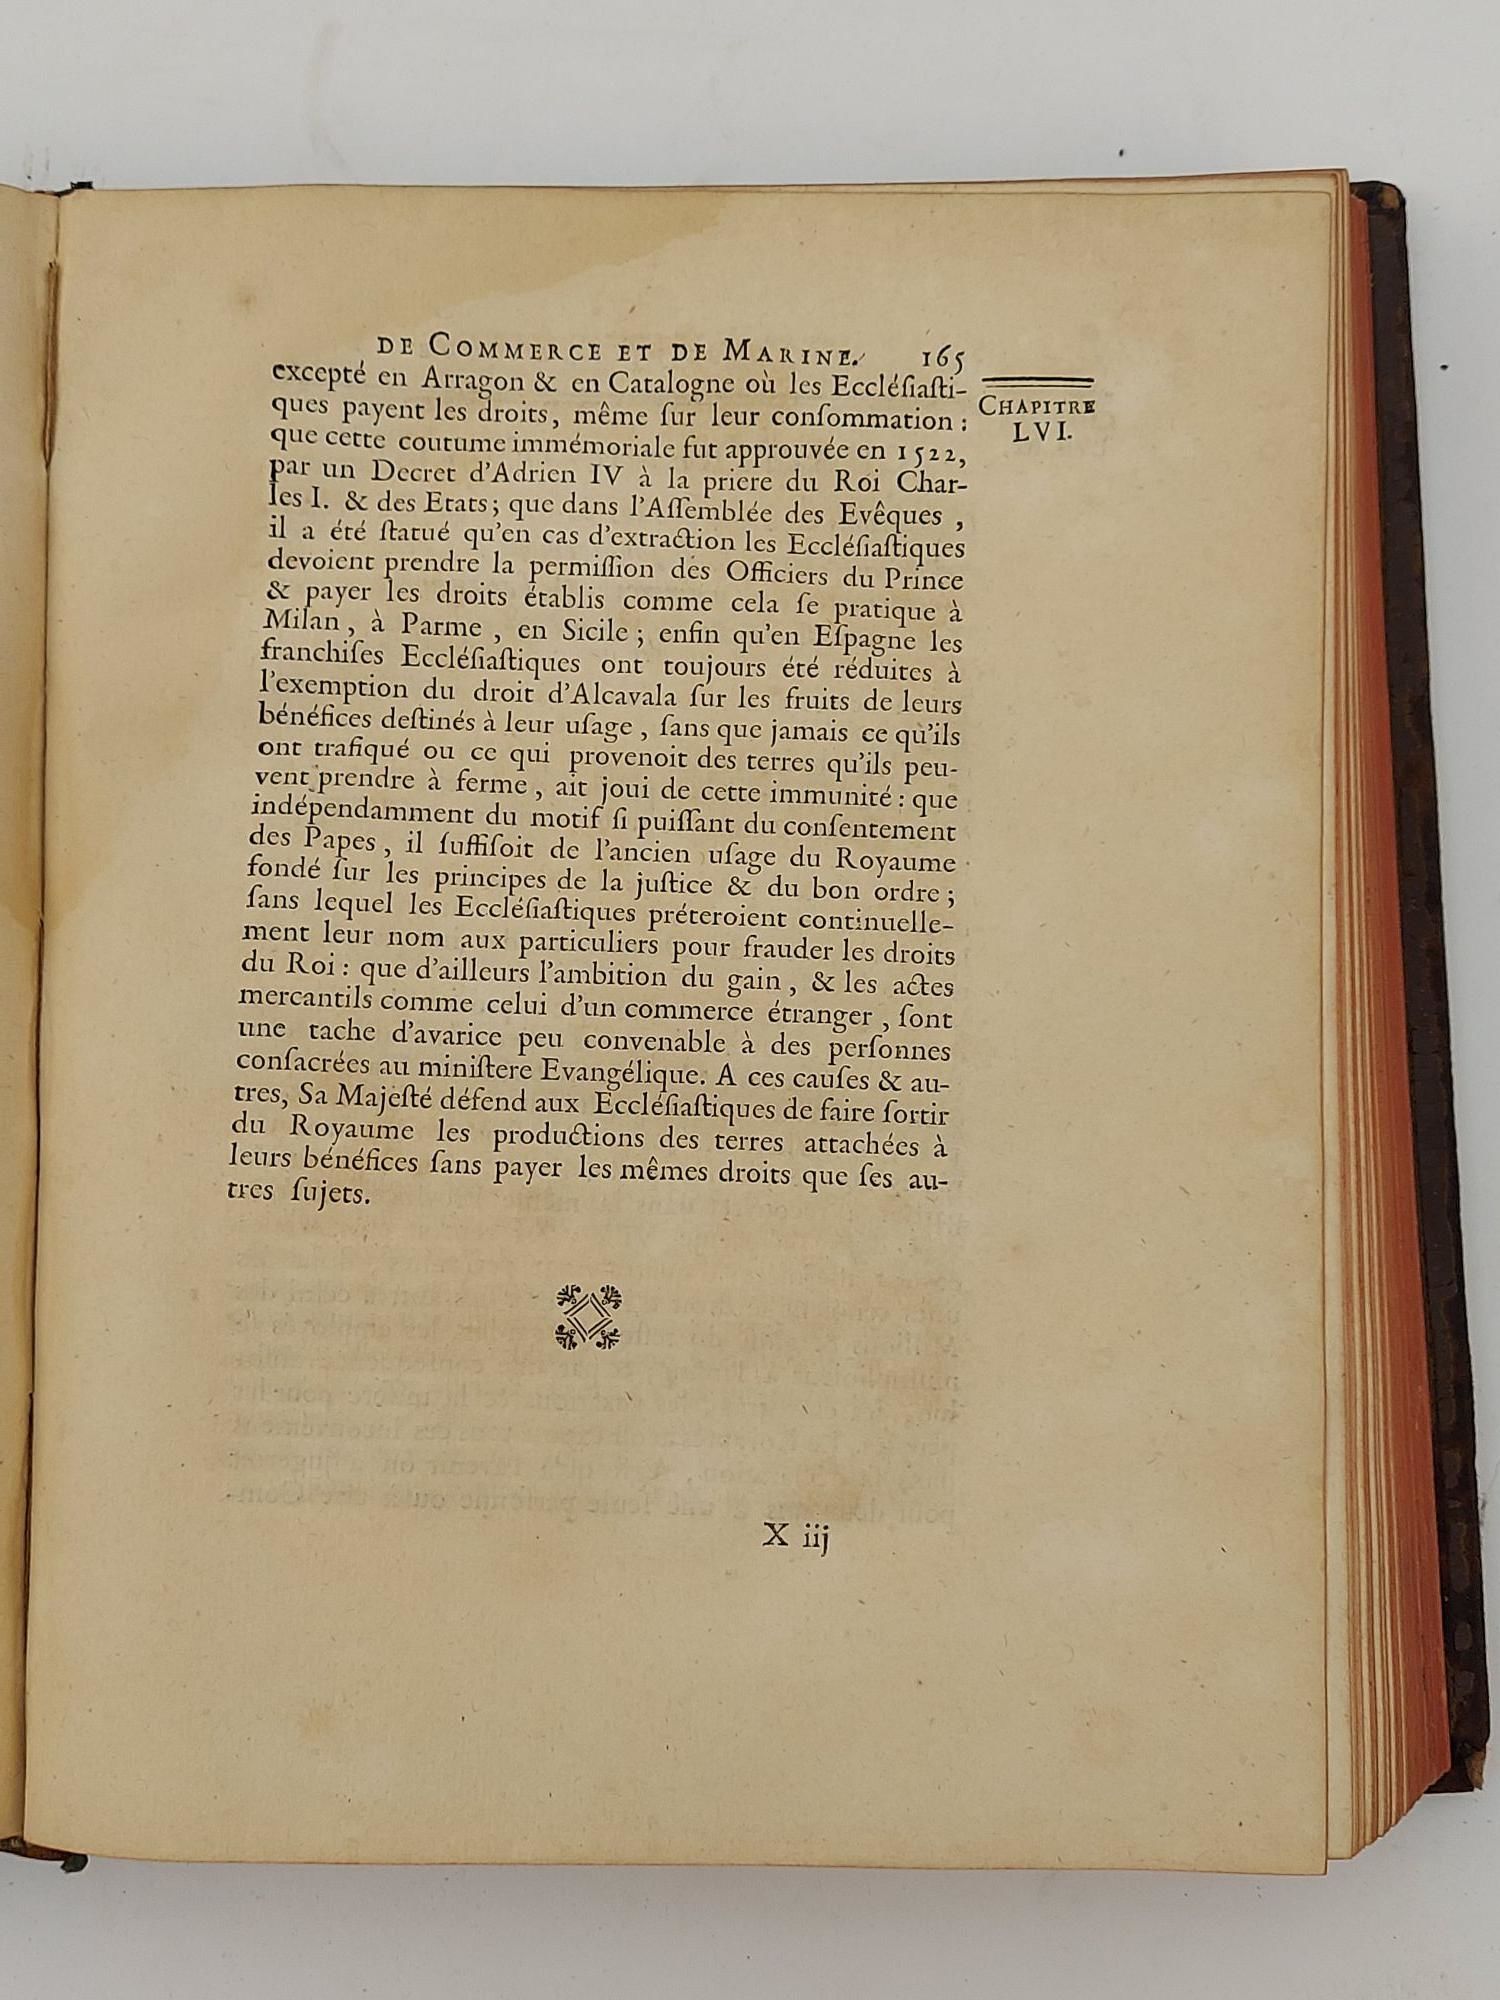 DE COMMERCE ET DE MARINE. 165
excepté en Arragon & en Catalogne où les Eccléſiaſti-
ques payent les droits, même ſur leur conſommation :
que cette coutume immémoriale fut approuvée en 1522,
par un Decret d'Adrien IV à la priere du Roi Char-
les I. & des Etats; que dans l'Aſſemblée des Evêques ,
il a été ſtatué qu'en cas d'extraction les Eccléſiaſtiques
devoient prendre la permiſſion des Officiers du Prince
& payer les droits établis comme cela ſe pratique à
Milan , à Parme , en Sicile ; enfin qu'en Eſpagne les
franchiſes Eccléſiaſtiques ont toujours été réduites à
l'exemption du droit d'Alcavala ſur les fruits de leurs
bénéfices deſtinés à leur uſage , ſans que jamais ce qu'ils
ont trafiqué ou ce qui provenoit des terres qu'ils peu-
vent prendre à ferme , ait joui de cette immunité : que
indépendamment du motif ſi puiſſant du conſentement
des Papes , il ſuffiſoit de l'ancien uſage du Royaume
fondé ſur les principes de la juſtice & du bon ordre ;
ſans lequel les Eccléſiaſtiques préteroient continuelle-
ment leur nom aux particuliers pour frauder les droits
du Roi : que d'ailleurs l'ambition du gain , & les actes
mercantils comme celui d'un commerce étranger , ſont
une tache d'avarice peu convenable à des perſonnes
conſacrées au miniſtere Evangélique. A ces cauſes & au-
tres, Sa Majeſté défend aux Eccléſiaſtiques de faire ſortir
du Royaume les productions des terres attachées à
leurs bénéfices ſans payer les mêmes droits que ſes au-
tres ſujets.
CHAPITRE
LVI.
X iij